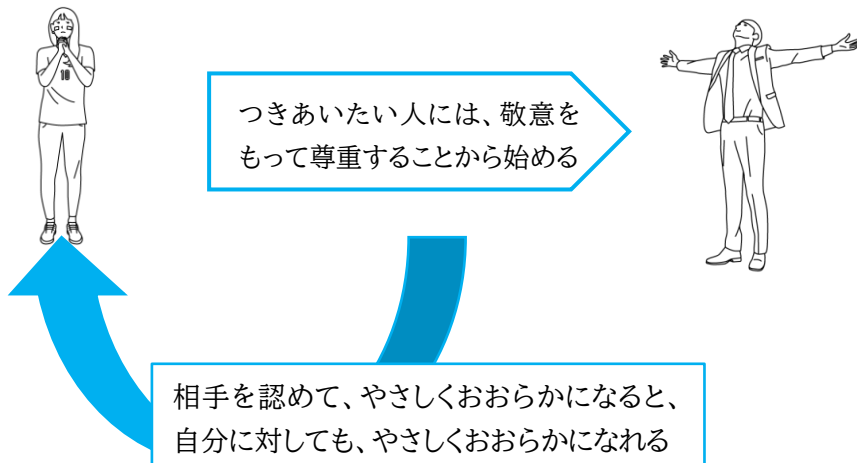 10
つきあいたい人には、敬意を
もって尊重することから始める
相手を認めて、やさしくおおらかになると、
自分に対しても、やさしくおおらかになれる